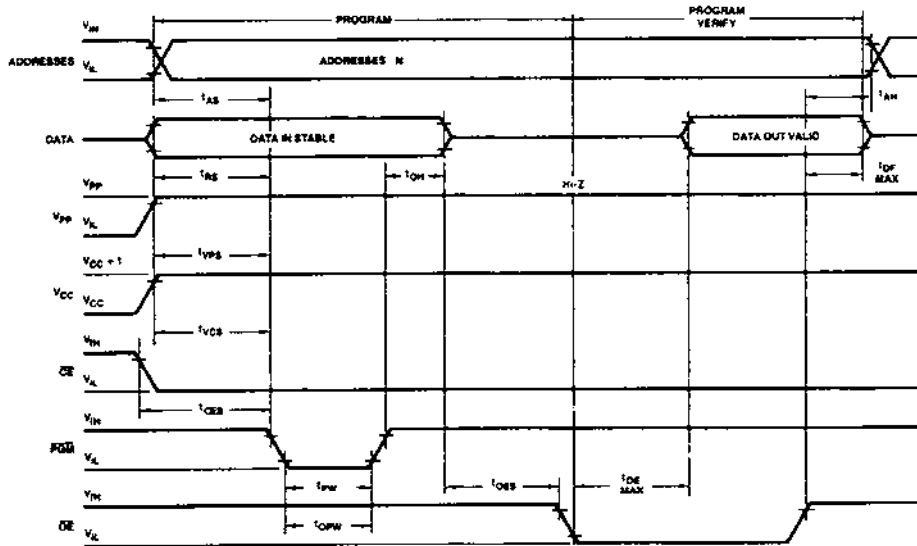 PROGRAM
PROGRAM
VERIFY
VIH
ADDRESSES
VIL
ADDRESSES N
tAS
tAH
DATA
DATA IN STABLE
DATA OUT VALID
tRS
tOH
HI-Z
tDF
MAX
VPP
VPP
VIL
tVPS
VCC + 1
VCC
VCC
tVCS
VIH
CE
VIL
tCES
VIH
PGM
VIL
tPW
tOPW
tOES
tOE
MAX
VIH
OE
VIL